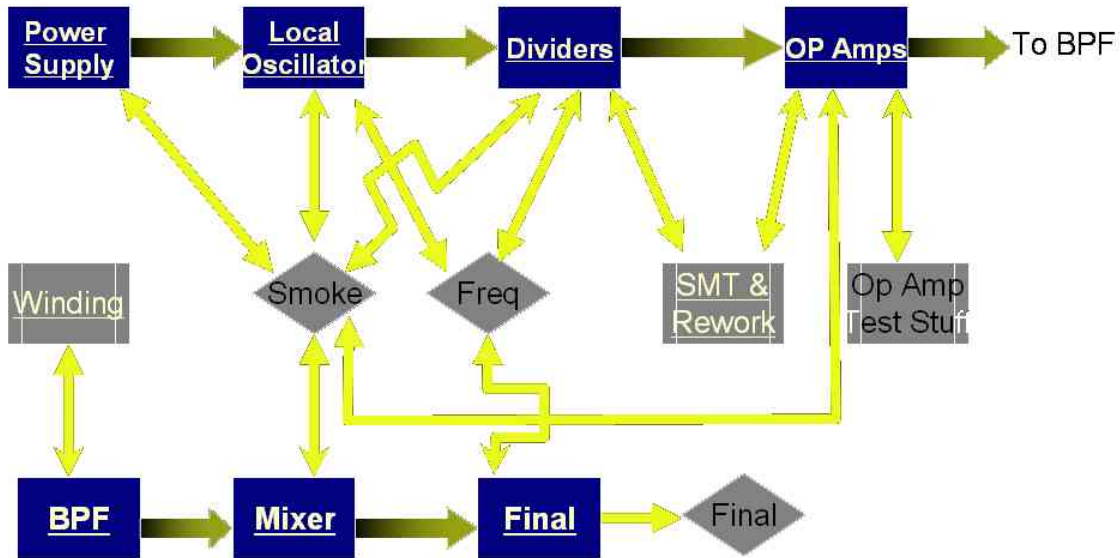 Power
Supply
Local
Oscillator
Dividers
OP Amps
To BPF
Winding
Smoke
Freq
SMT &
Rework
Op Amp
Test Stuff
BPF
Mixer
Final
Final